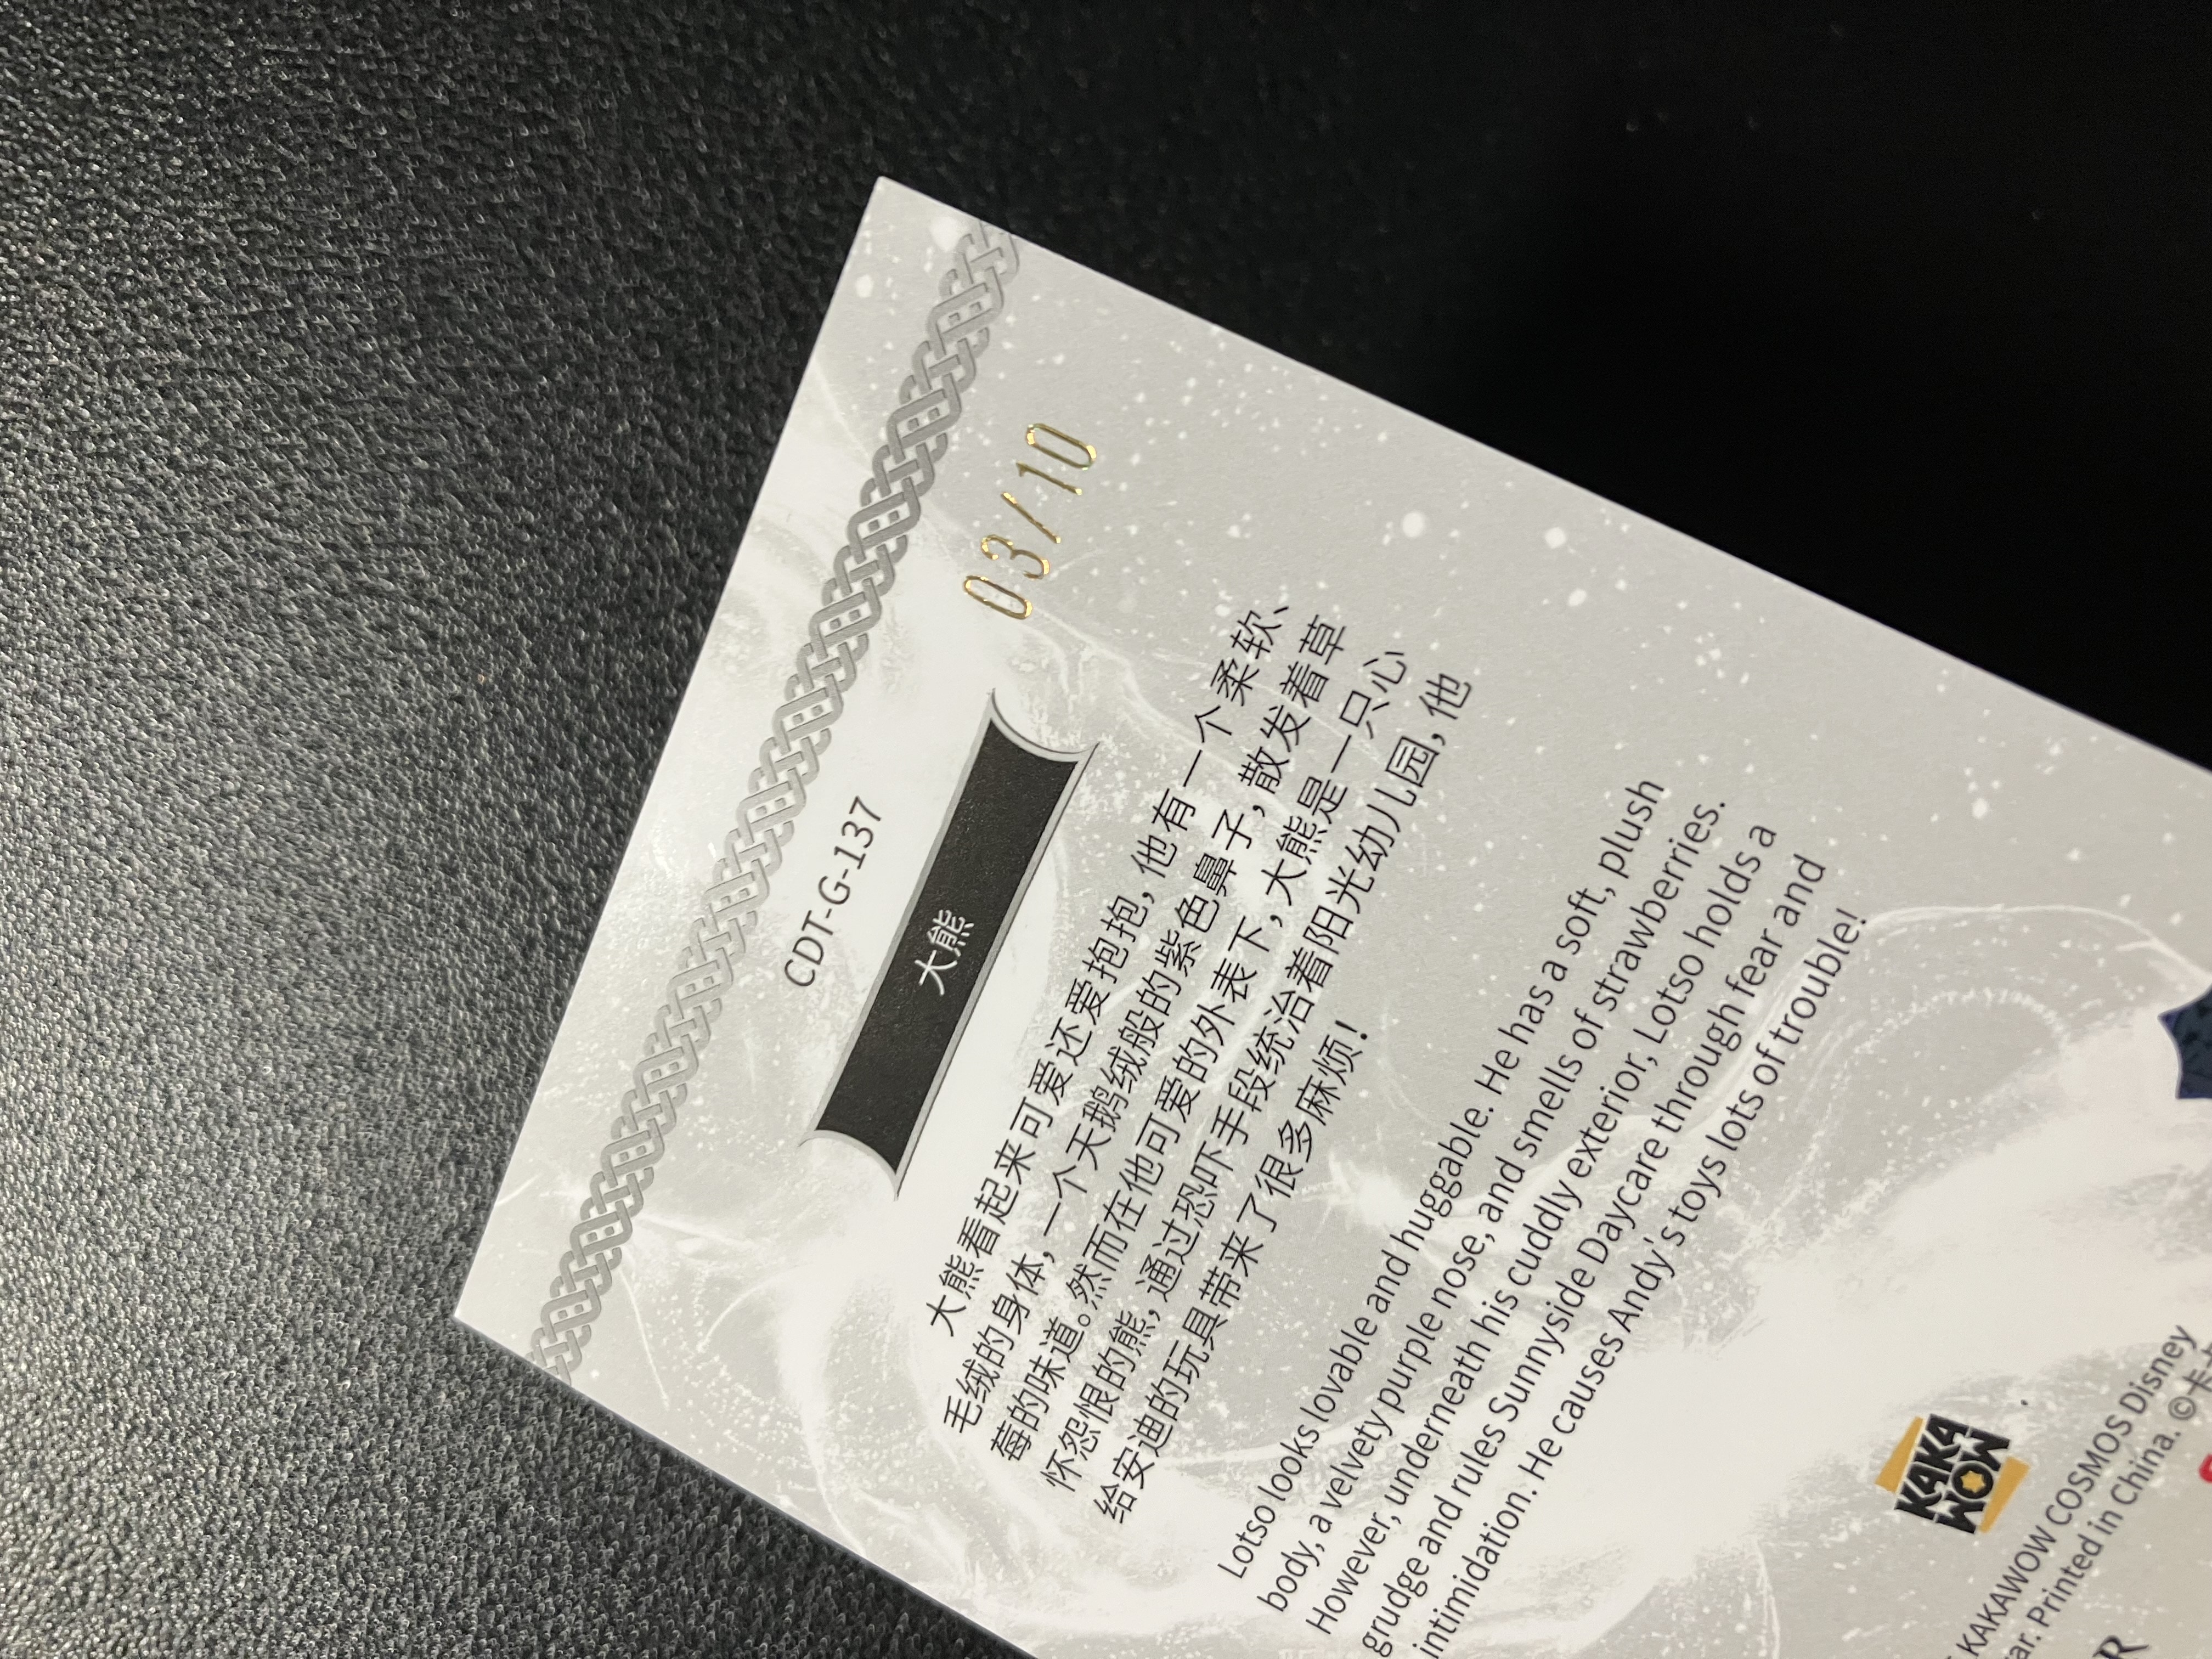 03/10
CDT-G-137
大熊
大熊看起来可爱还爱抱抱，他有一个柔软、
毛绒的身体，一个天鹅绒般的紫色鼻子，散发着草
莓的味道。然而在他可爱的外表下，大熊是一只心
怀怨恨的熊，通过恐吓手段统治着阳光幼儿园，他
给安迪的玩具带来了很多麻烦！
Lotso looks lovable and huggable. He has a soft, plush
body, a velvety purple nose, and smells of strawberries.
However, underneath his cuddly exterior, Lotso holds a
grudge and rules Sunnyside Daycare through fear and
intimidation. He causes Andy's toys lots of trouble!
KAKA
WOW
KAKAWOW COSMOS Disney
Printed in China. ©卡
R